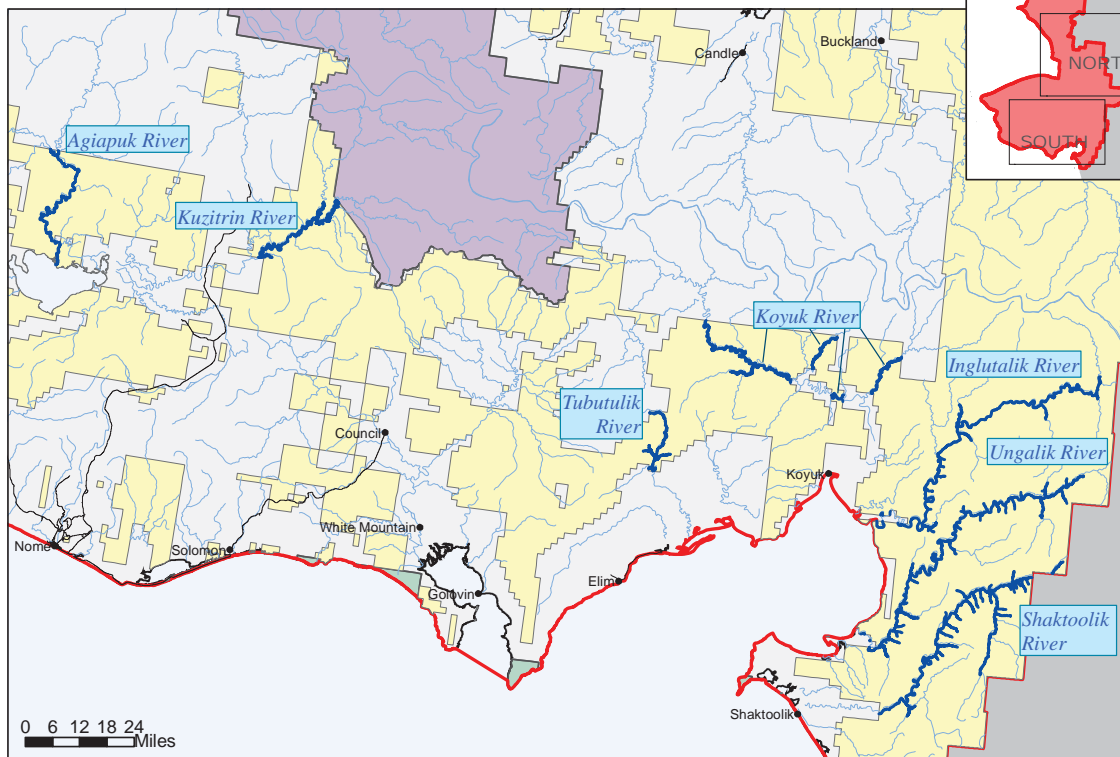 NORT
SOUTH
Candle
Buckland
Agiapuk River
Kuzitrin River
Koyuk River
Inglutalik River
Tubutulik
River
Council
Ungalik River
Koyuk
White Mountain
Nome
Solomon
Elim
Golovin
Shaktoolik
River
Shaktoolik
0 6 12 18 24
Miles